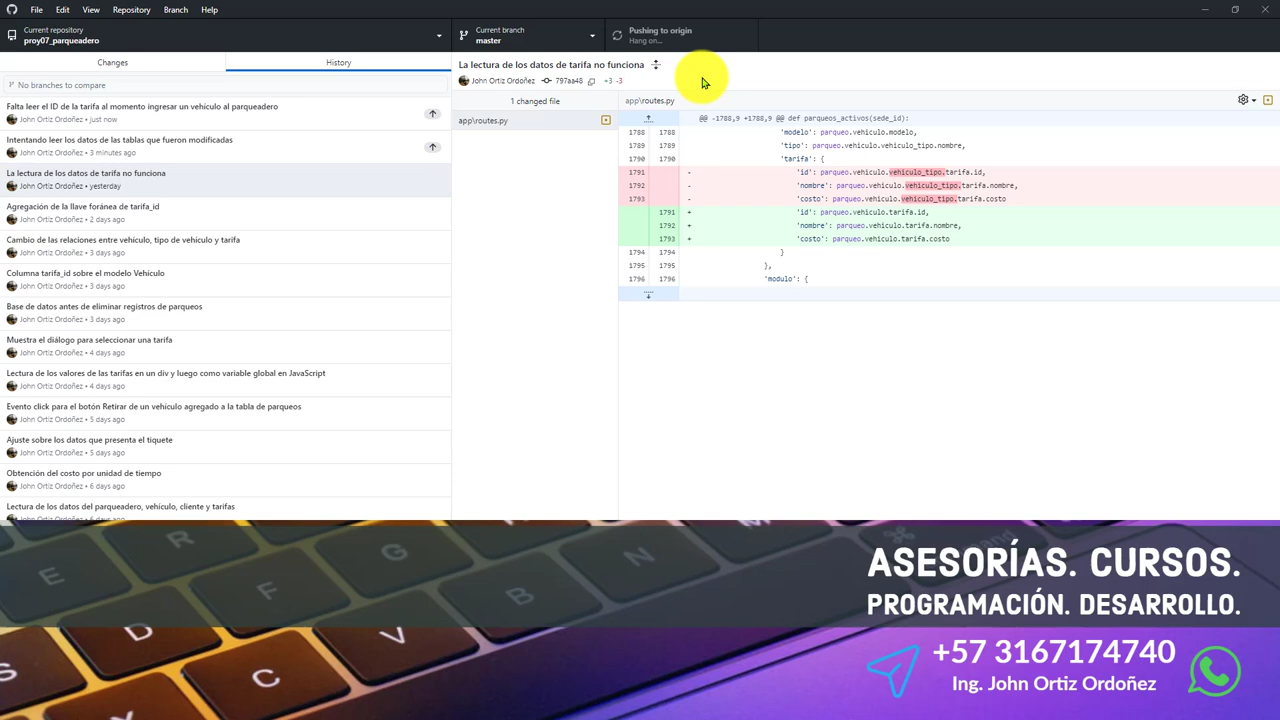 File Edit View Repository Branch Help
Current repository
proy07_parqueadero
Current branch
master
Pushing to origin
Hang on...
Changes
History
No branches to compare
Falta leer el ID de la tarifa al momento ingresar un vehículo al parqueadero
John Ortiz Ordoñez • just now
Intentando leer los datos de las tablas que fueron modificadas
John Ortiz Ordoñez • 3 minutes ago
La lectura de los datos de tarifa no funciona
John Ortiz Ordoñez • yesterday
Agregación de la llave foránea de tarifa_id
John Ortiz Ordoñez • 2 days ago
Cambio de las relaciones entre vehículo, tipo de vehículo y tarifa
John Ortiz Ordoñez • 3 days ago
Columna tarifa_id sobre el modelo Vehiculo
John Ortiz Ordoñez • 3 days ago
Base de datos antes de eliminar registros de parqueos
John Ortiz Ordoñez • 3 days ago
Muestra el diálogo para seleccionar una tarifa
John Ortiz Ordoñez • 4 days ago
Lectura de los valores de las tarifas en un div y luego como variable global en JavaScript
John Ortiz Ordoñez • 4 days ago
Evento click para el botón Retirar de un vehículo agregado a la tabla de parqueos
John Ortiz Ordoñez • 5 days ago
Ajuste sobre los datos que presenta el tiquete
John Ortiz Ordoñez • 5 days ago
Obtención del costo por unidad de tiempo
John Ortiz Ordoñez • 6 days ago
Lectura de los datos del parqueadero, vehículo, cliente y tarifas
John Ortiz Ordoñez • 6 days ago
La lectura de los datos de tarifa no funciona
John Ortiz Ordoñez 797aa48 +3 -3
1 changed file
app\routes.py
app\routes.py
@@ -1788,9 +1788,9 @@ def parqueos_activos(sede_id):
1788 1788 'modelo': parqueo.vehiculo.modelo,
1789 1789 'tipo': parqueo.vehiculo.vehiculo_tipo.nombre,
1790 1790 'tarifa': {
1791 - 'id': parqueo.vehiculo.vehiculo_tipo.tarifa.id,
1792 - 'nombre': parqueo.vehiculo.vehiculo_tipo.tarifa.nombre,
1793 - 'costo': parqueo.vehiculo.vehiculo_tipo.tarifa.costo
1791 + 'id': parqueo.vehiculo.tarifa.id,
1792 + 'nombre': parqueo.vehiculo.tarifa.nombre,
1793 + 'costo': parqueo.vehiculo.tarifa.costo
1794 1794 }
1795 1795 },
1796 1796 'modulo': {
ASESORÍAS. CURSOS.
PROGRAMACIÓN. DESARROLLO.
+57 3167174740
Ing. John Ortiz Ordoñez
E
R
F
G
B
N
D
C
V